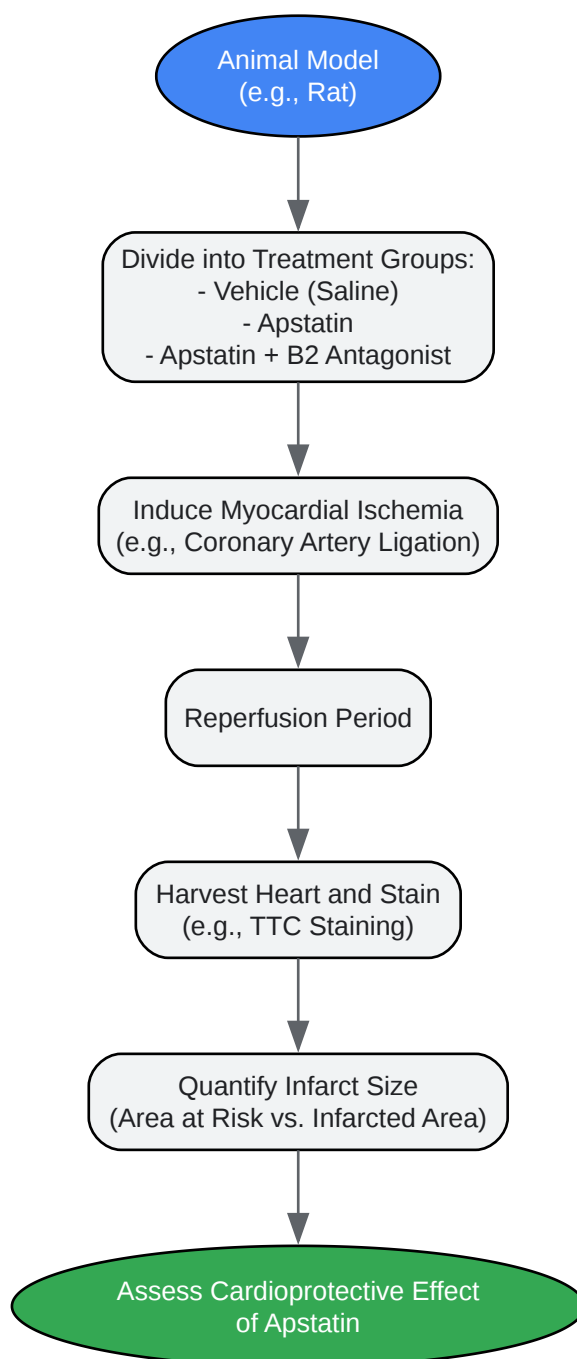 Animal Model
(e.g., Rat)
Divide into Treatment Groups:
- Vehicle (Saline)
- Apstatin
- Apstatin + B2 Antagonist
Induce Myocardial Ischemia
(e.g., Coronary Artery Ligation)
Reperfusion Period
Harvest Heart and Stain
(e.g., TTC Staining)
Quantify Infarct Size
(Area at Risk vs. Infarcted Area)
Assess Cardioprotective Effect
of Apstatin